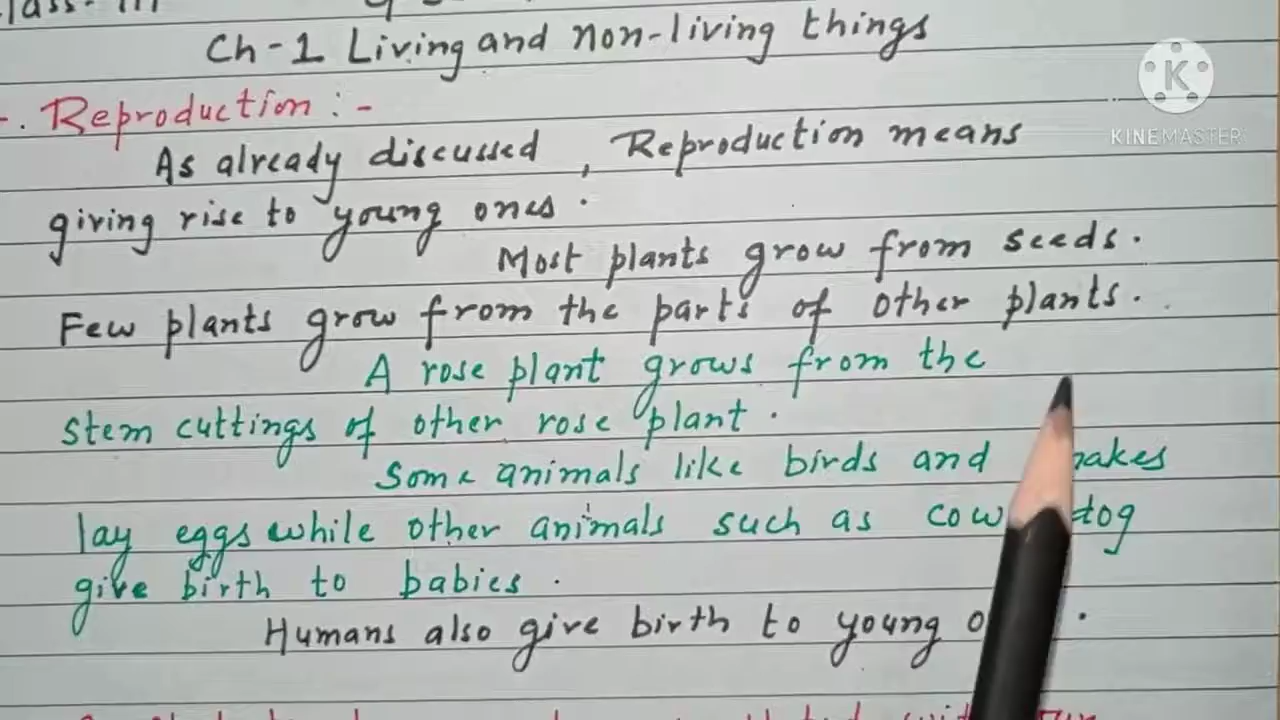 Ch-1 Living and non-living things
Reproduction :-
As already discussed , Reproduction means
giving rise to young ones .
Most plants grow from seeds.
Few plants grow from the parts of other plants.
A rose plant grows from the
stem cuttings of other rose plant .
Some animals like birds and
lay eggs while other animals such as cow dog
give birth to babies .
Humans also give birth to young .
KINEMASTER